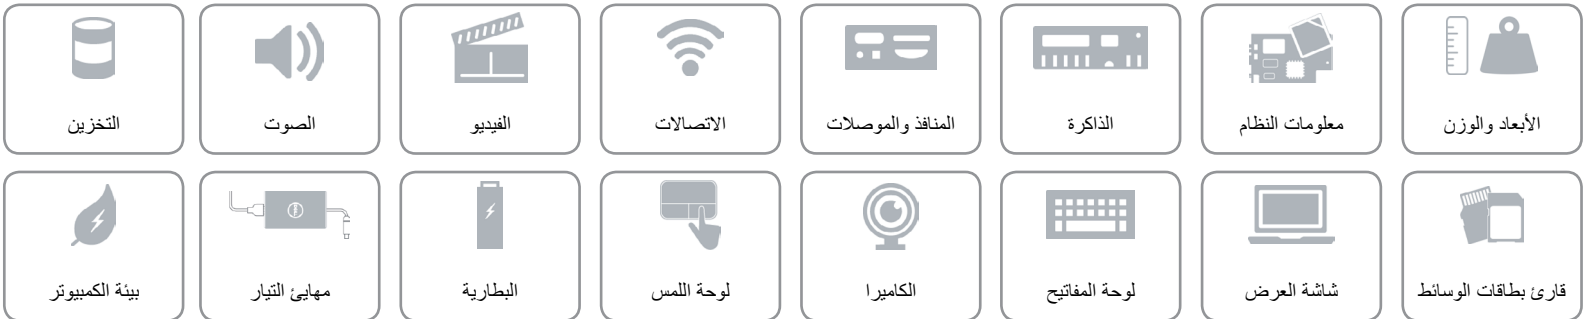 الأبعاد والوزن
معلومات النظام
الذاكرة
المنافذ والموصلات
الاتصالات
الفيديو
الصوت
التخزين
قارئ بطاقات الوسائط
شاشة العرض
لوحة المفاتيح
الكاميرا
لوحة اللمس
البطارية
مهايئ التيار
بيئة الكمبيوتر